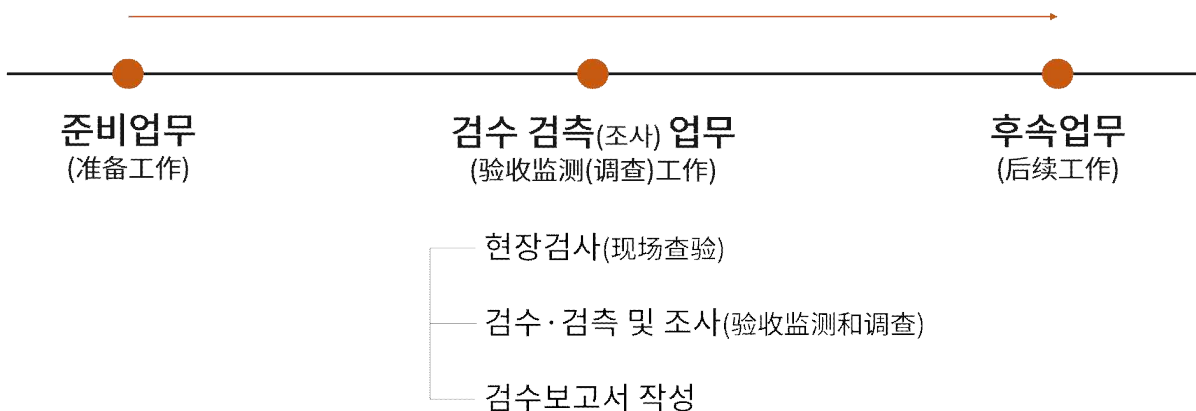 준비업무
(准备工作)
검수 검측(조사) 업무
(验收监测(调查)工作)
후속업무
(后续工作)
현장검사(现场查验)
검수·검측 및 조사(验收监测和调查)
검수보고서 작성